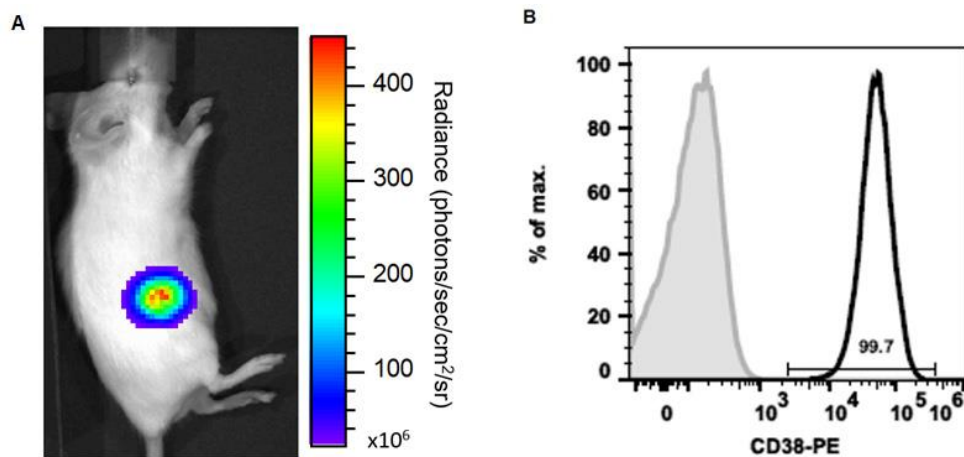 A
400
300
200
100
x10⁶
Radiance (photons/sec/cm²/sr)
B
100
80
60
40
20
0
% of max.
99.7
0
10³
10⁴
10⁵
10⁶
CD38-PE